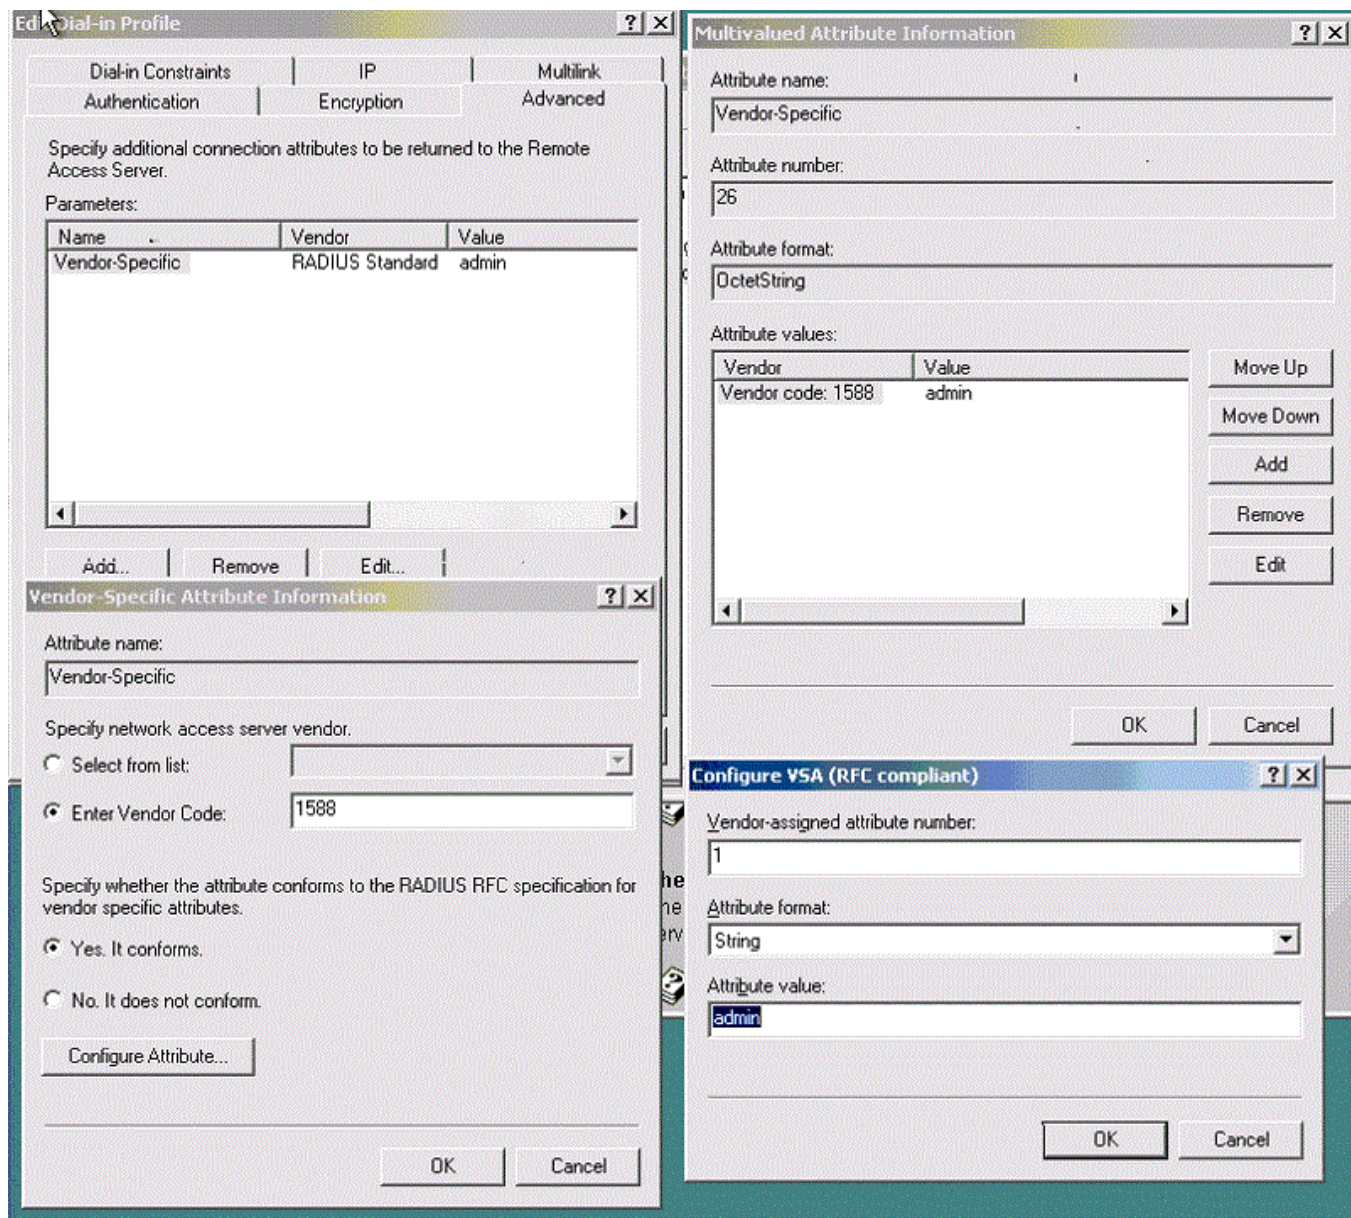 Edit Dial-in Profile
Dial-in Constraints
IP
Multilink
Authentication
Encryption
Advanced
Specify additional connection attributes to be returned to the Remote
Access Server.
Parameters:
Name Vendor Value
Vendor-Specific RADIUS Standard admin
Add... Remove Edit...
Vendor-Specific Attribute Information
Attribute name:
Vendor-Specific
Specify network access server vendor.
Select from list:
Enter Vendor Code: 1588
Specify whether the attribute conforms to the RADIUS RFC specification for
vendor specific attributes.
Yes. It conforms.
No. It does not conform.
Configure Attribute...
OK Cancel
Multivalued Attribute Information
Attribute name:
Vendor-Specific
Attribute number:
26
Attribute format:
OctetString
Attribute values:
Vendor Value
Vendor code: 1588 admin
Move Up
Move Down
Add
Remove
Edit
OK Cancel
Configure VSA (RFC compliant)
Vendor-assigned attribute number:
1
Attribute format:
String
Attribute value:
admin
OK Cancel